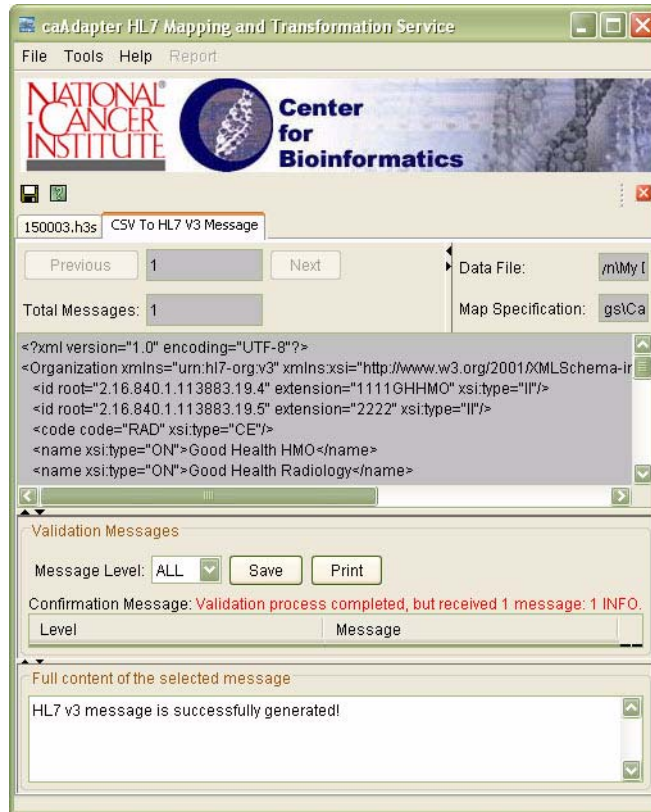 caAdapter HL7 Mapping and Transformation Service
File Tools Help Report
NATIONAL®
CANCER
INSTITUTE
Center
for
Bioinformatics
150003.h3s CSV To HL7 V3 Message
Previous 1 Next Data File: /n\My [
Total Messages: 1 Map Specification: gs\Ca
<?xml version="1.0" encoding="UTF-8"?>
<Organization xmlns="urn:hl7-org:v3" xmlns:xsi="http://www.w3.org/2001/XMLSchema-ir
<id root="2.16.840.1.113883.19.4" extension="1111GHHMO" xsi:type="II"/>
<id root="2.16.840.1.113883.19.5" extension="2222" xsi:type="II"/>
<code code="RAD" xsi:type="CE"/>
<name xsi:type="ON">Good Health HMO</name>
<name xsi:type="ON">Good Health Radiology</name>
Validation Messages
Message Level: ALL Save Print
Confirmation Message: Validation process completed, but received 1 message: 1 INFO.
Level Message
Full content of the selected message
HL7 v3 message is successfully generated!